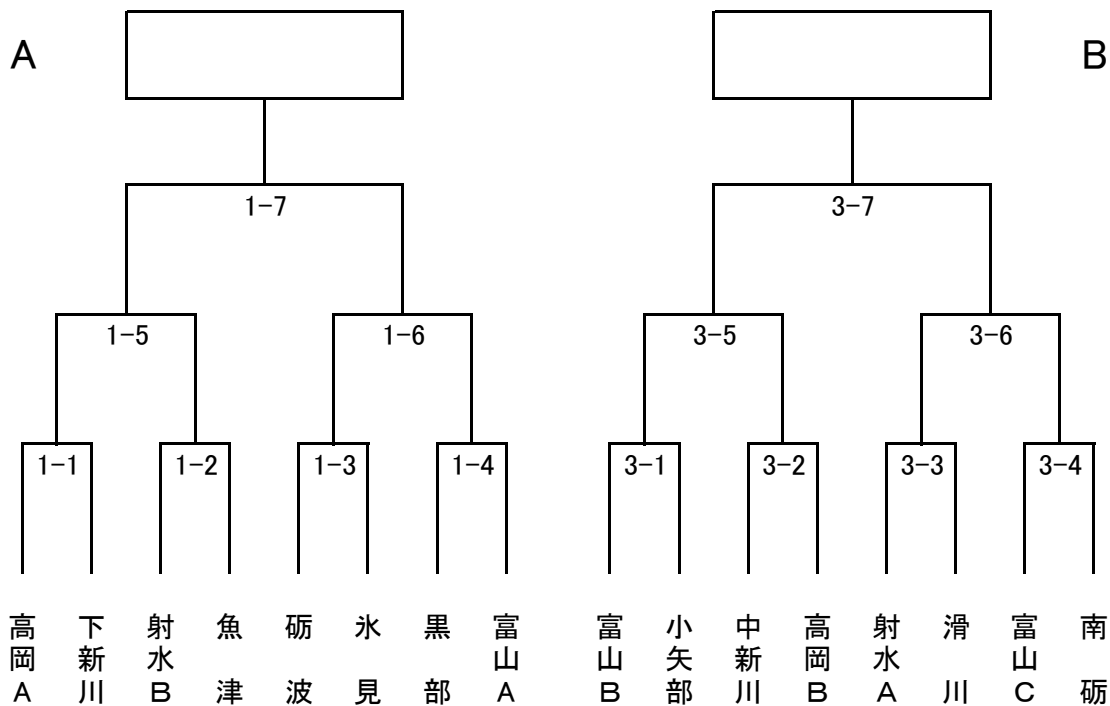 A
B
1-7
3-7
1-5
1-6
3-5
3-6
1-1
1-2
1-3
1-4
3-1
3-2
3-3
3-4
高岡A
下新川
射水B
魚津
砺波
氷見
黒部
富山A
富山B
小矢部
中新川
高岡B
射水A
滑川
富山C
南砺